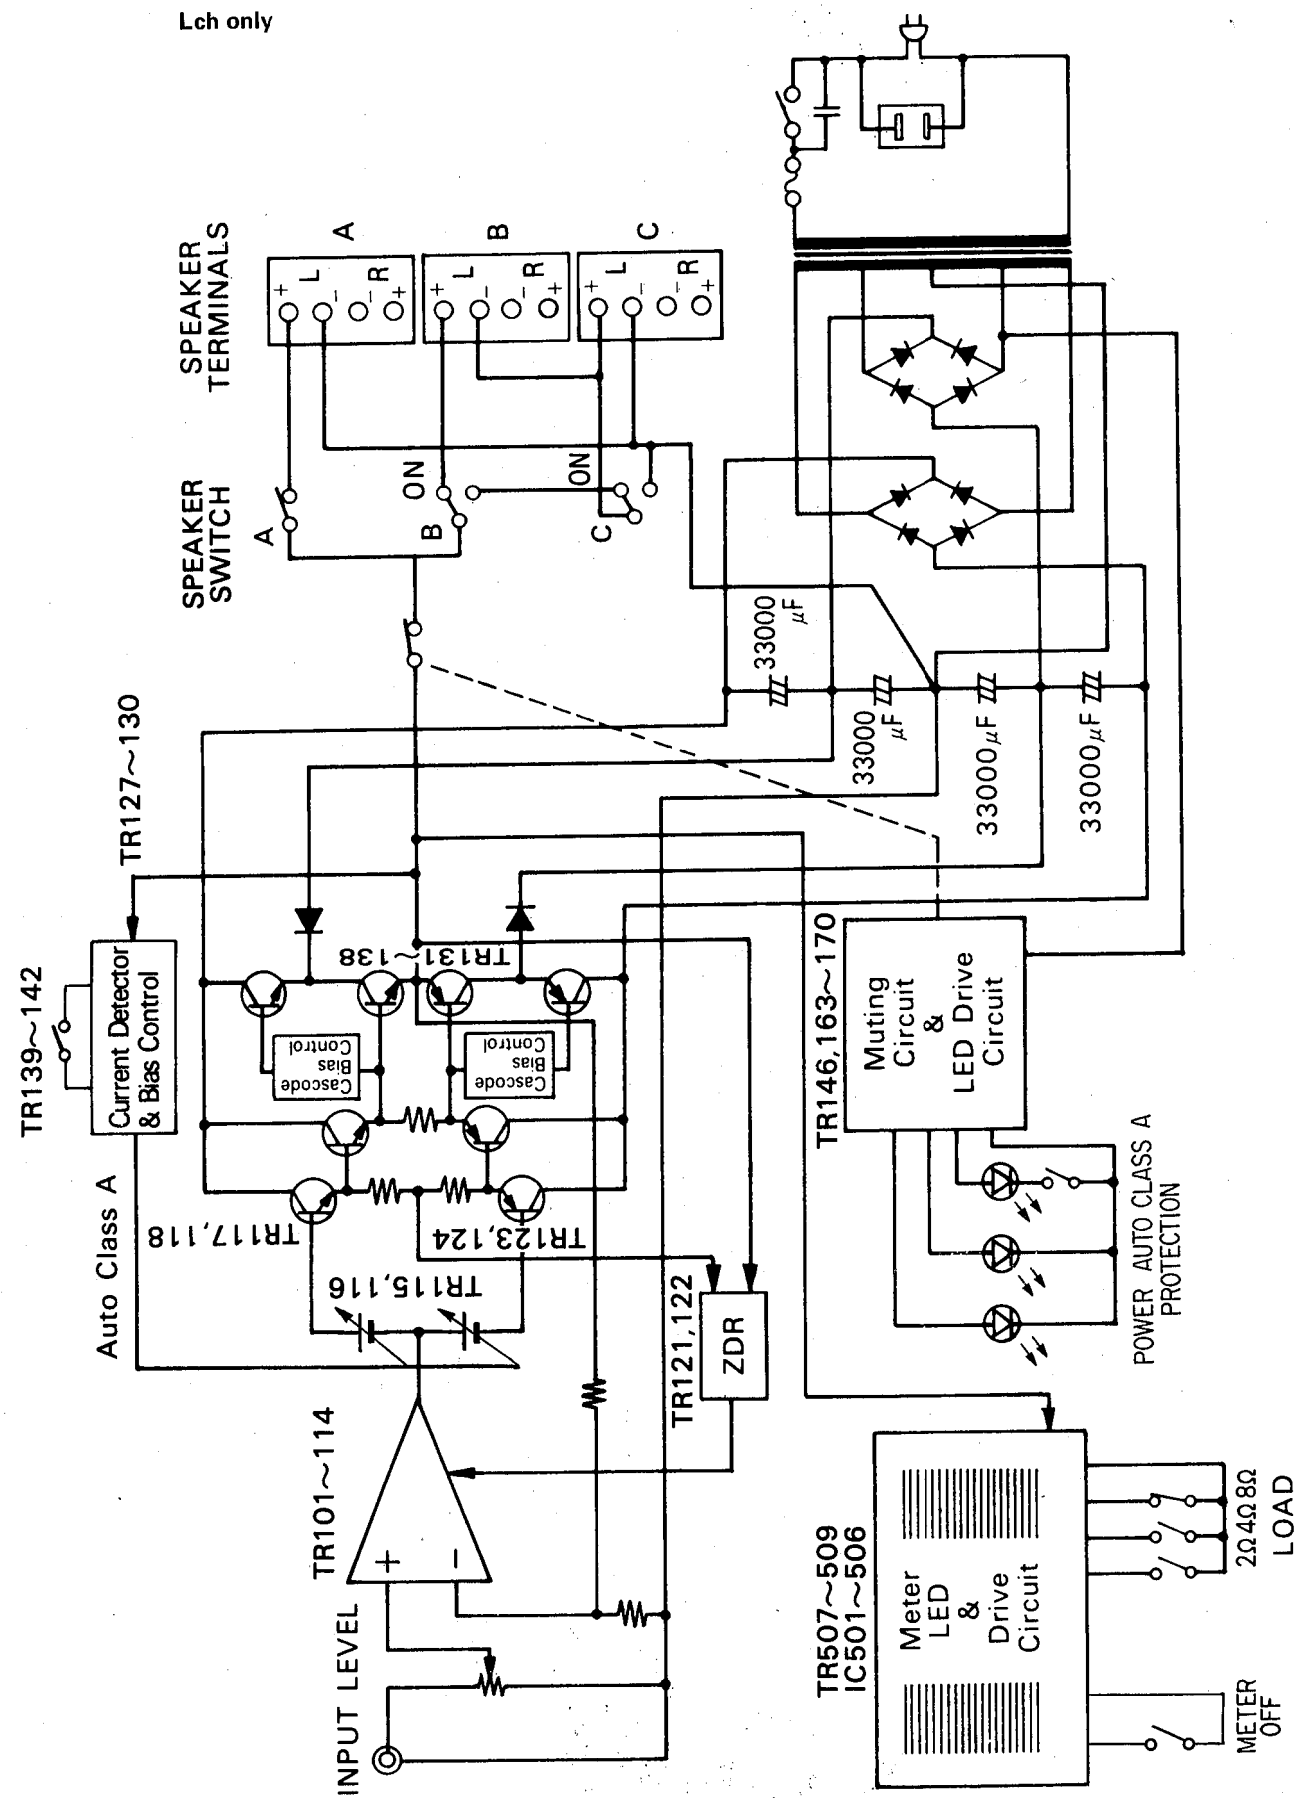 Lch only
SPEAKER
TERMINALS
A
B
C
+
L
−
−
R
+
+
L
−
−
R
+
+
L
−
−
R
+
SPEAKER
SWITCH
A
B
ON
C
ON
33000
μF
33000
μF
33000μF
33000μF
TR127~130
TR139~142
Current Detector
& Bias Control
Auto Class A
TR131~138
Cascode
Bias
Control
Cascode
Bias
Control
TR117,118
TR123,124
TR115,116
TR121,122
ZDR
TR101~114
+
−
INPUT LEVEL
TR146,163~170
Muting
Circuit
&
LED Drive
Circuit
POWER AUTO CLASS A
PROTECTION
TR507~509
IC501~506
Meter
LED
&
Drive
Circuit
2Ω4Ω8Ω
LOAD
METER
OFF